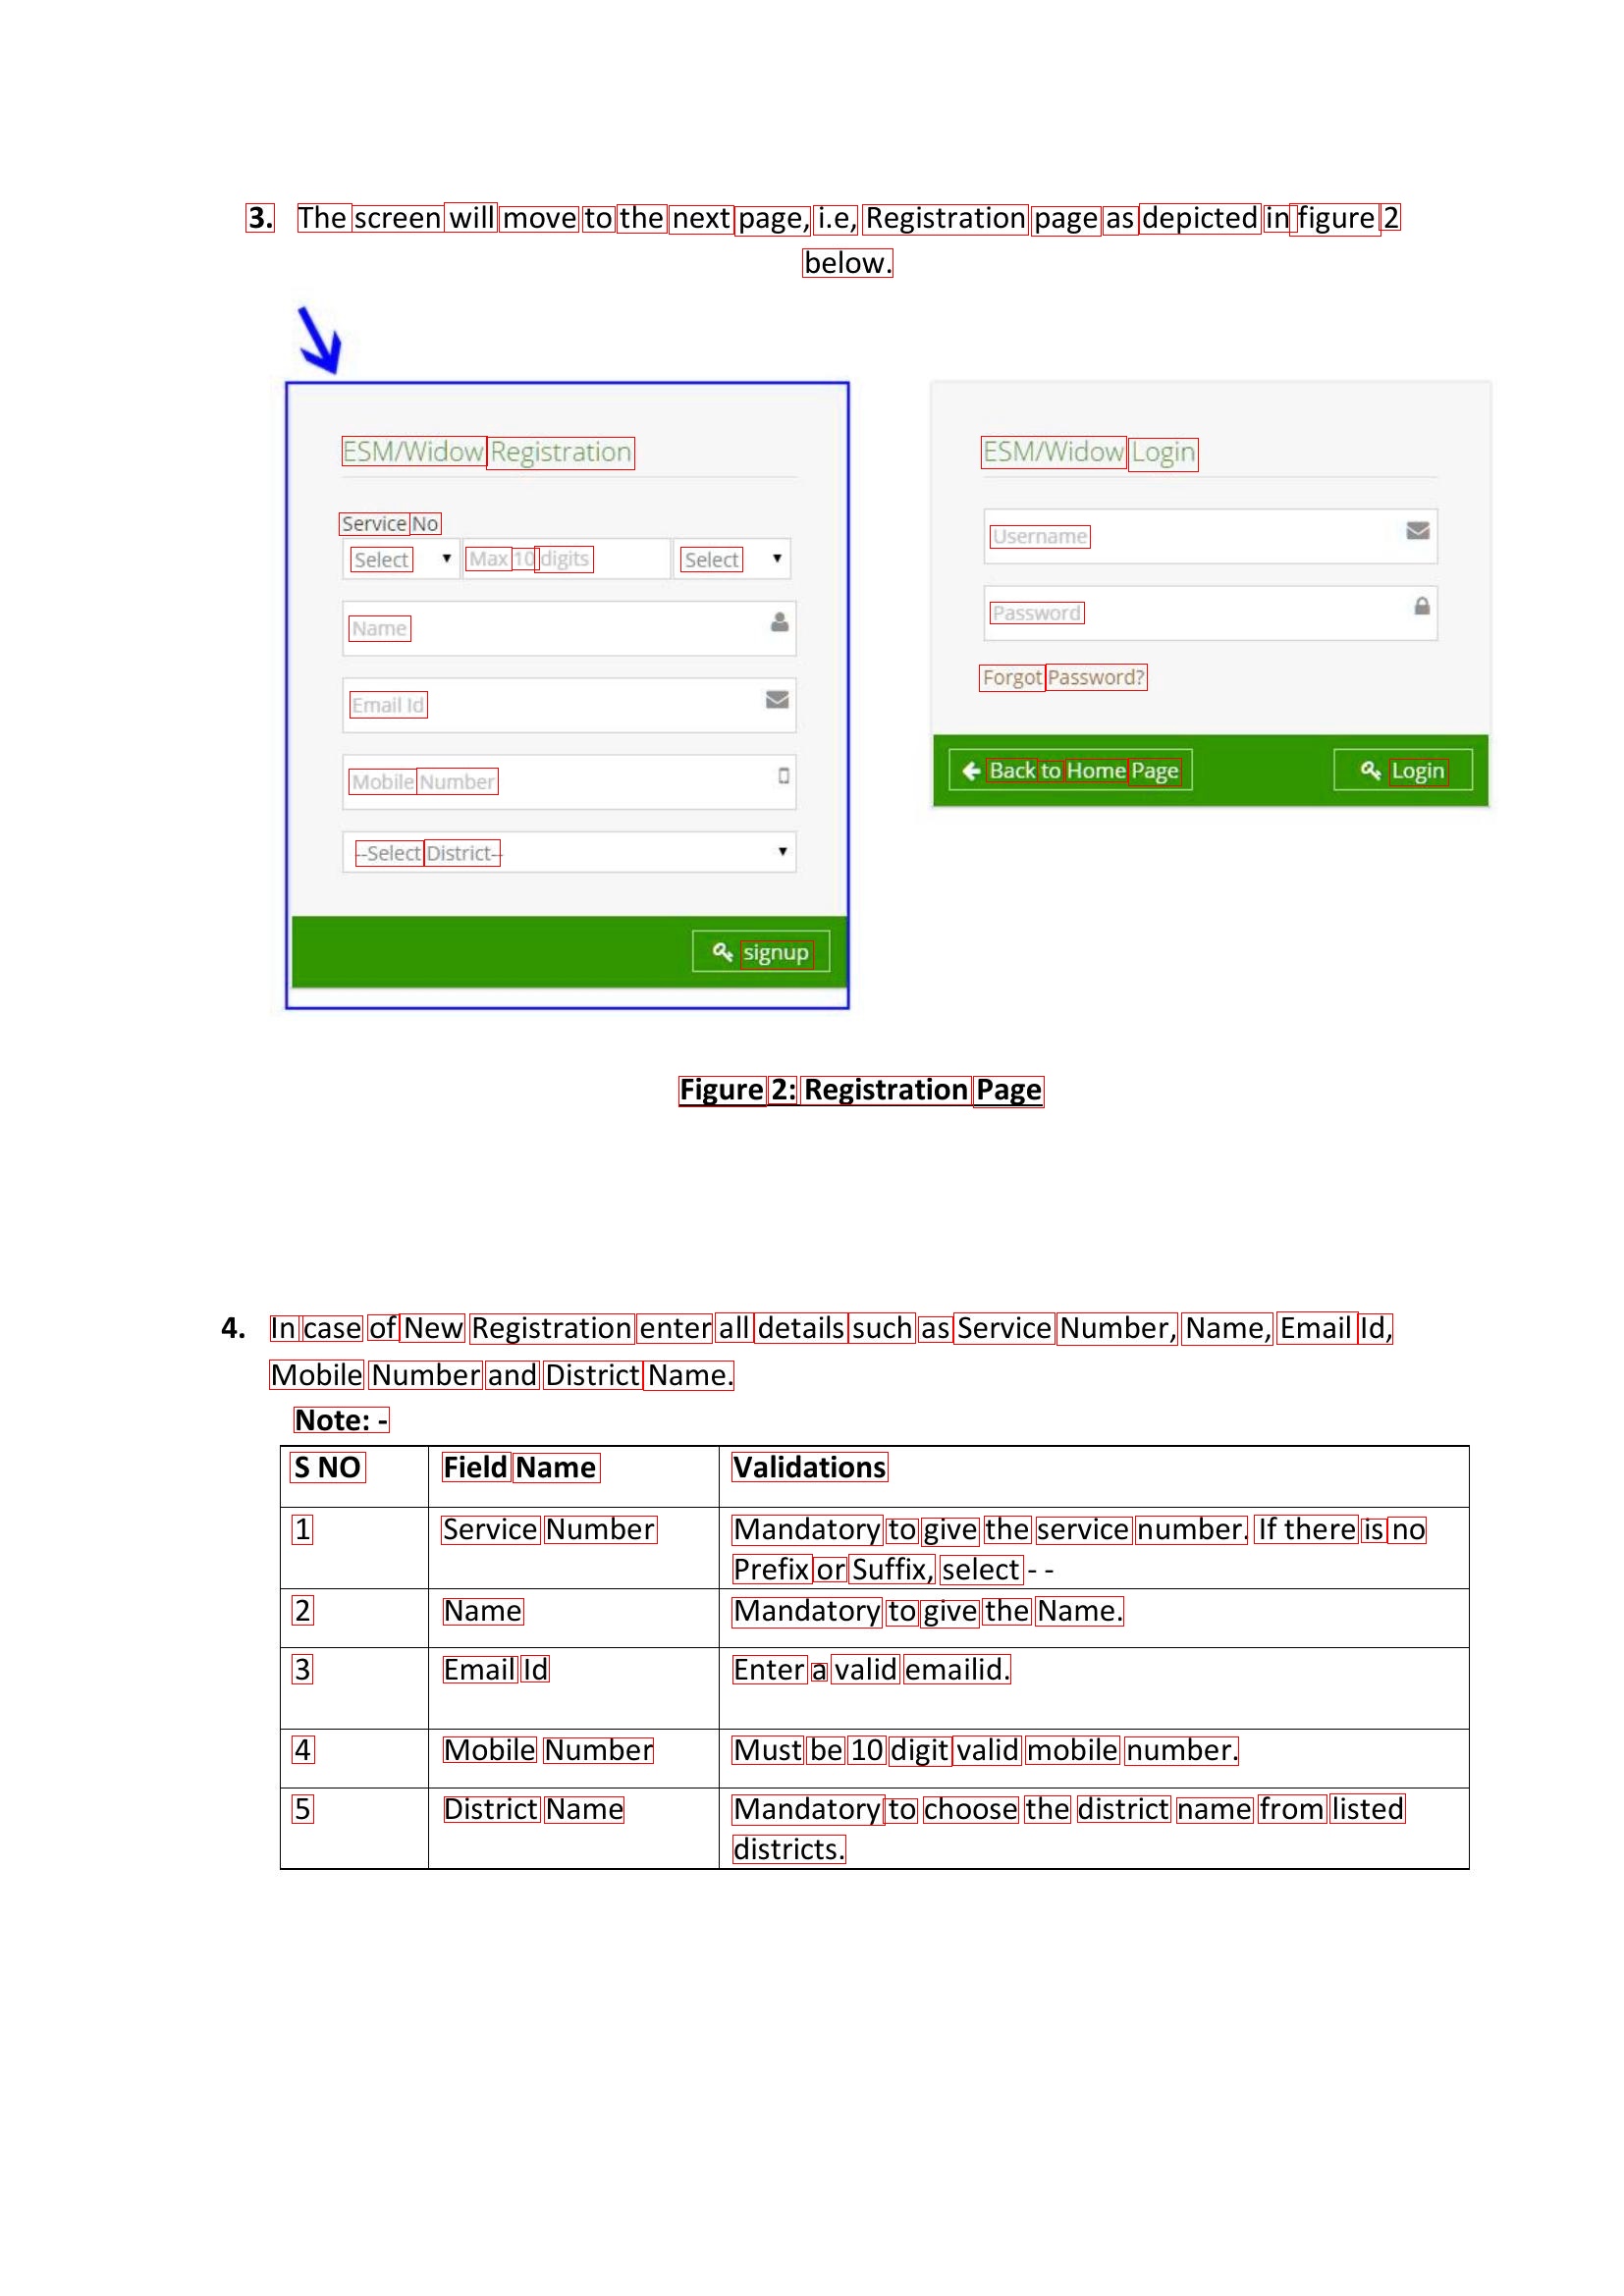 3. The screen will move to the next page, i.e, Registration page as depicted in figure 2
below.
ESM/Widow Registration
Service No
Select Max 10 digits Select
Name
Email Id
Mobile Number
--Select District--
signup
ESM/Widow Login
Username
Password
Forgot Password?
Back to Home Page Login
Figure 2: Registration Page
4. In case of New Registration enter all details such as Service Number, Name, Email Id,
Mobile Number and District Name.
Note: -
S NO Field Name Validations
1 Service Number Mandatory to give the service number. If there is no
Prefix or Suffix, select - -
2 Name Mandatory to give the Name.
3 Email Id Enter a valid emailid.
4 Mobile Number Must be 10 digit valid mobile number.
5 District Name Mandatory to choose the district name from listed
districts.